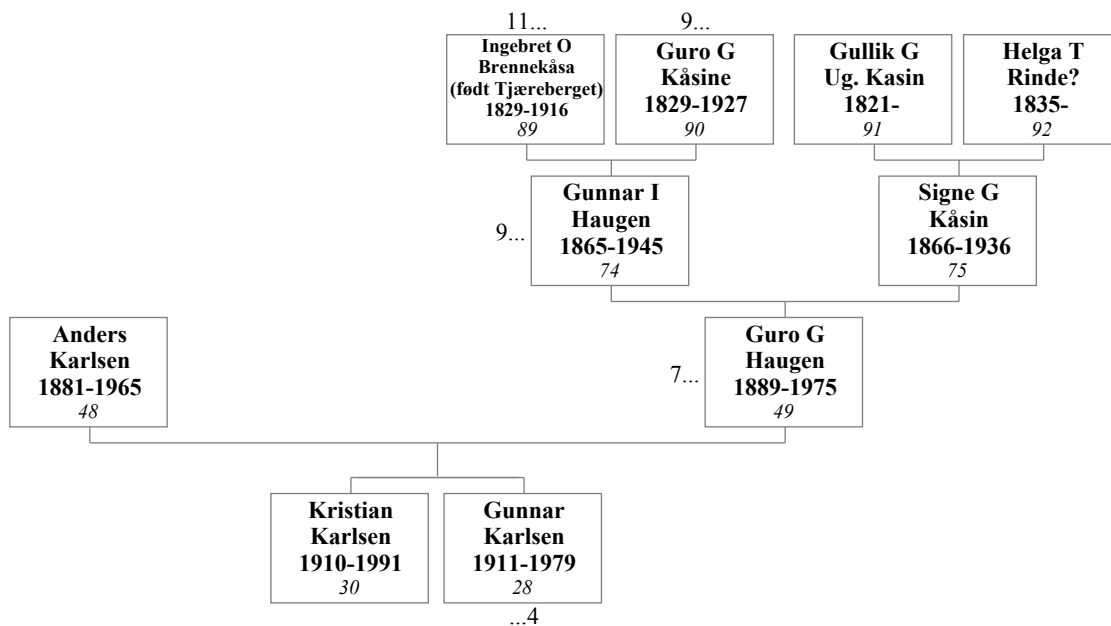 11...
9...
Ingebret O
Brennekåsa
(født Tjæreberget)
1829-1916
89
Guro G
Kåsine
1829-1927
90
Gullik G
Ug. Kasin
1821-
91
Helga T
Rinde?
1835-
92
9...
Gunnar I
Haugen
1865-1945
74
Signe G
Kåsin
1866-1936
75
Anders
Karlsen
1881-1965
48
7...
Guro G
Haugen
1889-1975
49
Kristian
Karlsen
1910-1991
30
Gunnar
Karlsen
1911-1979
28
...4